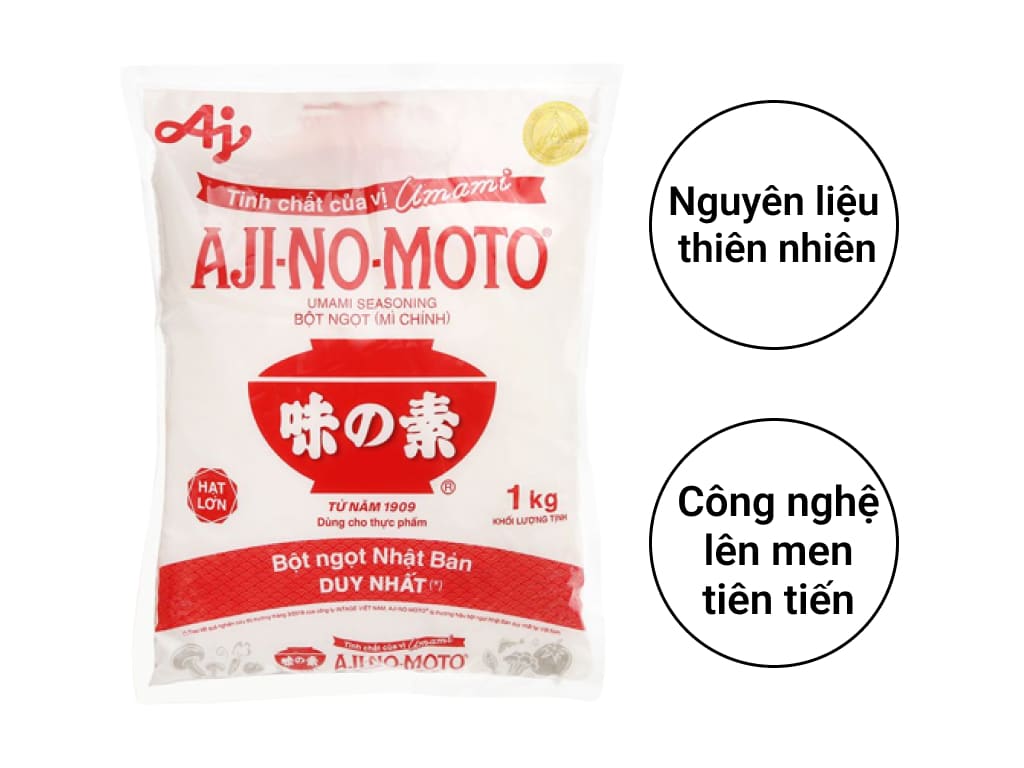 Aj
Tinh chất của vị Umami
AJI-NO-MOTO®
UMAMI SEASONING
BỘT NGỌT (MÌ CHÍNH)
味の素
®
HẠT
LỚN
TỪ NĂM 1909
Dùng cho thực phẩm
1 kg
KHỐI LƯỢNG TỊNH
Bột ngọt Nhật Bản
DUY NHẤT (*)
Tinh chất của vị Umami
味の素 AJI-NO-MOTO®
Nguyên liệu
thiên nhiên
Công nghệ
lên men
tiên tiến